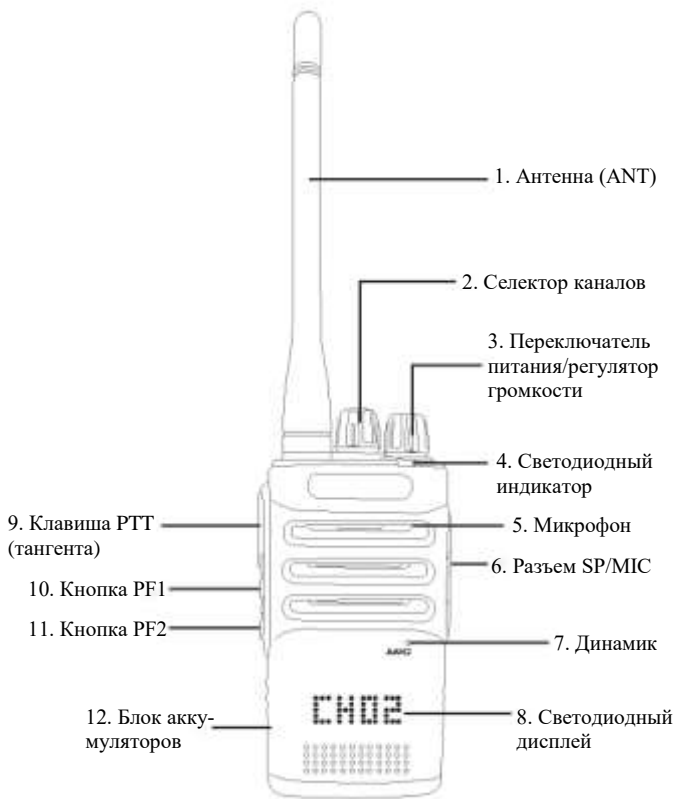 1. Антенна (ANT)
2. Селектор каналов
3. Переключатель
питания/регулятор
громкости
4. Светодиодный
индикатор
5. Микрофон
6. Разъем SP/MIC
7. Динамик
8. Светодиодный
дисплей
9. Клавиша PTT
(тангента)
10. Кнопка PF1
11. Кнопка PF2
12. Блок акку-
муляторов
CH02